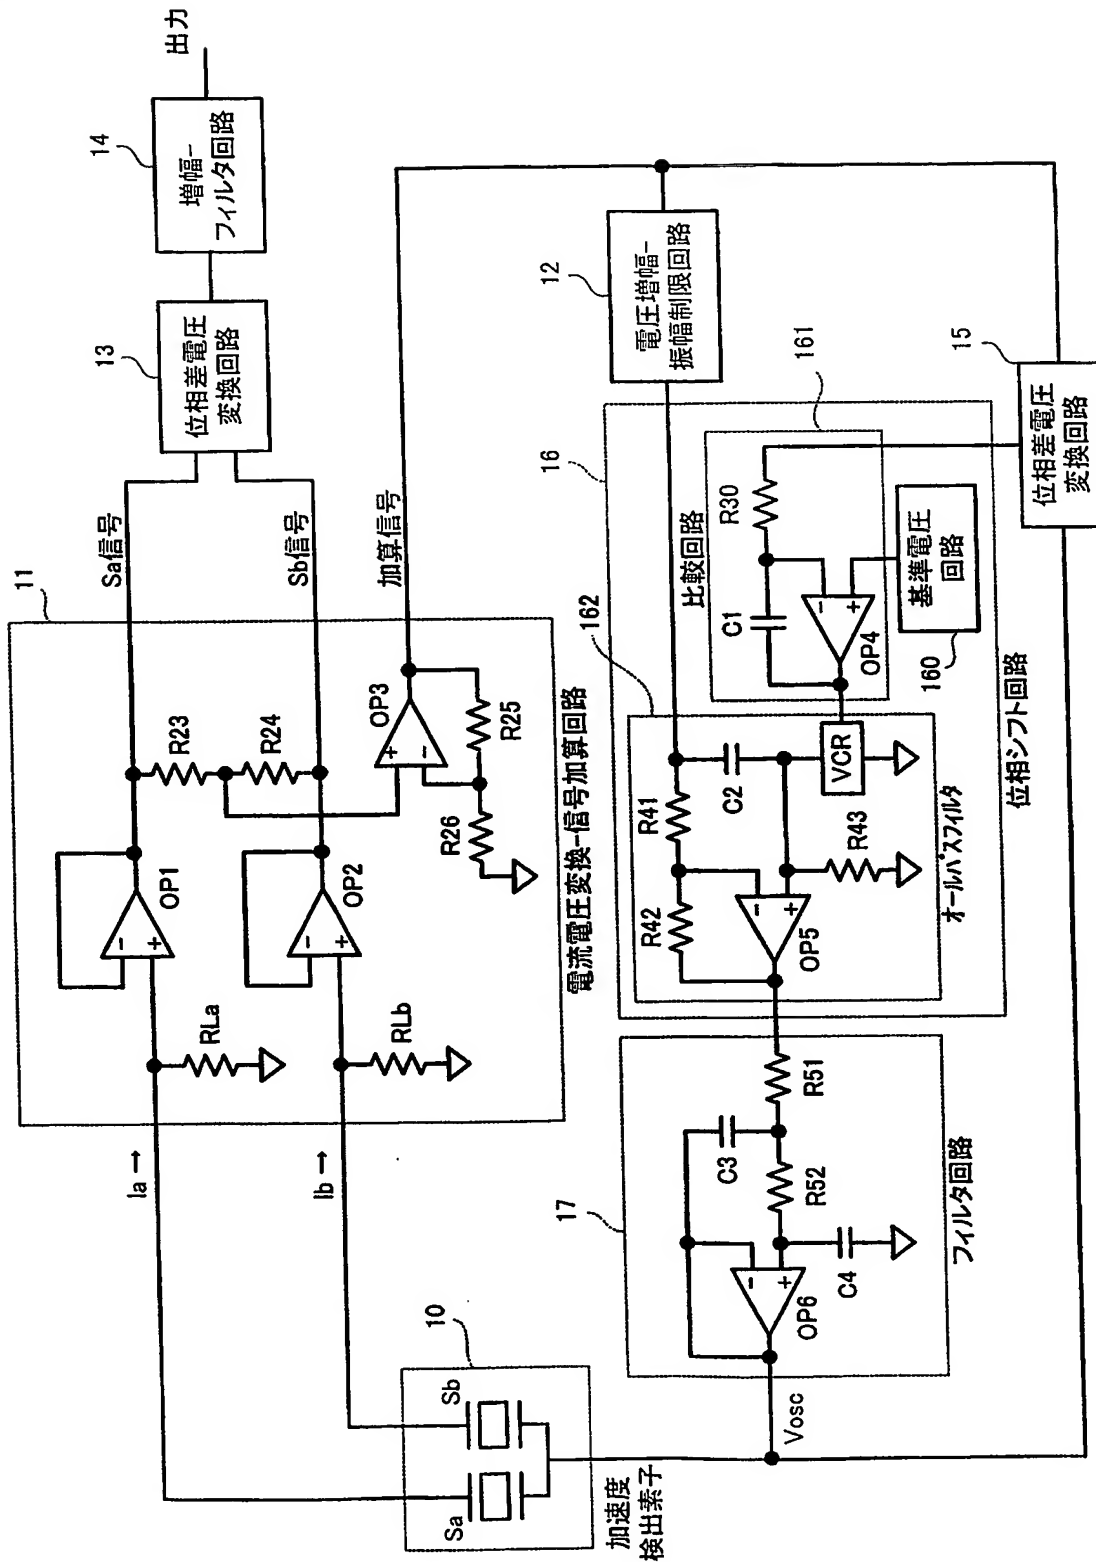 出力
14
増幅-
フィルタ回路
13
位相差電圧
変換回路
Sa信号
Sb信号
加算信号
11
R23
R24
OP3
+
-
R25
R26
OP1
-
+
OP2
-
+
RLa
RLb
電流電圧変換-信号加算回路
Ia→
Ib→
10
Sa
Sb
加速度
検出素子
12
電圧増幅-
振幅制限回路
15
位相差電圧
変換回路
16
161
比較回路
R30
C1
-
+
OP4
基準電圧
回路
160
162
R41
C2
VCR
R42
R43
-
+
OP5
オールパスフィルタ
位相シフト回路
17
R51
C3
R52
C4
-
+
OP6
フィルタ回路
Vosc